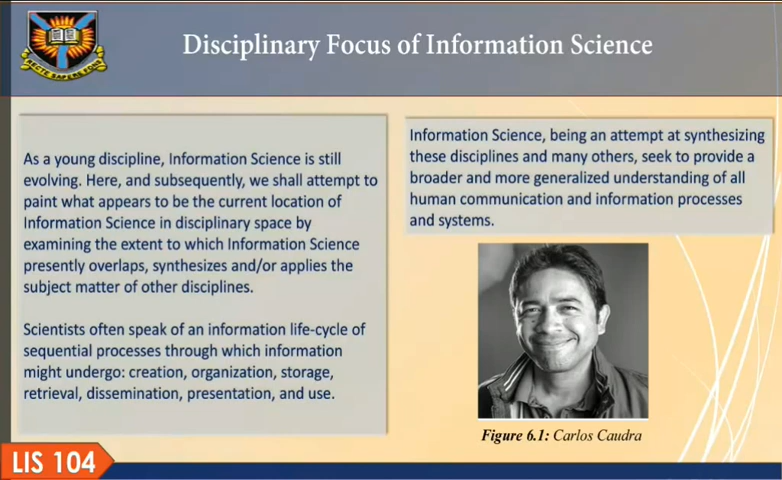 Disciplinary Focus of Information Science
As a young discipline, Information Science is still
evolving. Here, and subsequently, we shall attempt to
paint what appears to be the current location of
Information Science in disciplinary space by
examining the extent to which Information Science
presently overlaps, synthesizes and/or applies the
subject matter of other disciplines.
Scientists often speak of an information life-cycle of
sequential processes through which information
might undergo: creation, organization, storage,
retrieval, dissemination, presentation, and use.
Information Science, being an attempt at synthesizing
these disciplines and many others, seek to provide a
broader and more generalized understanding of all
human communication and information processes
and systems.
Figure 6.1: Carlos Caudra
LIS 104